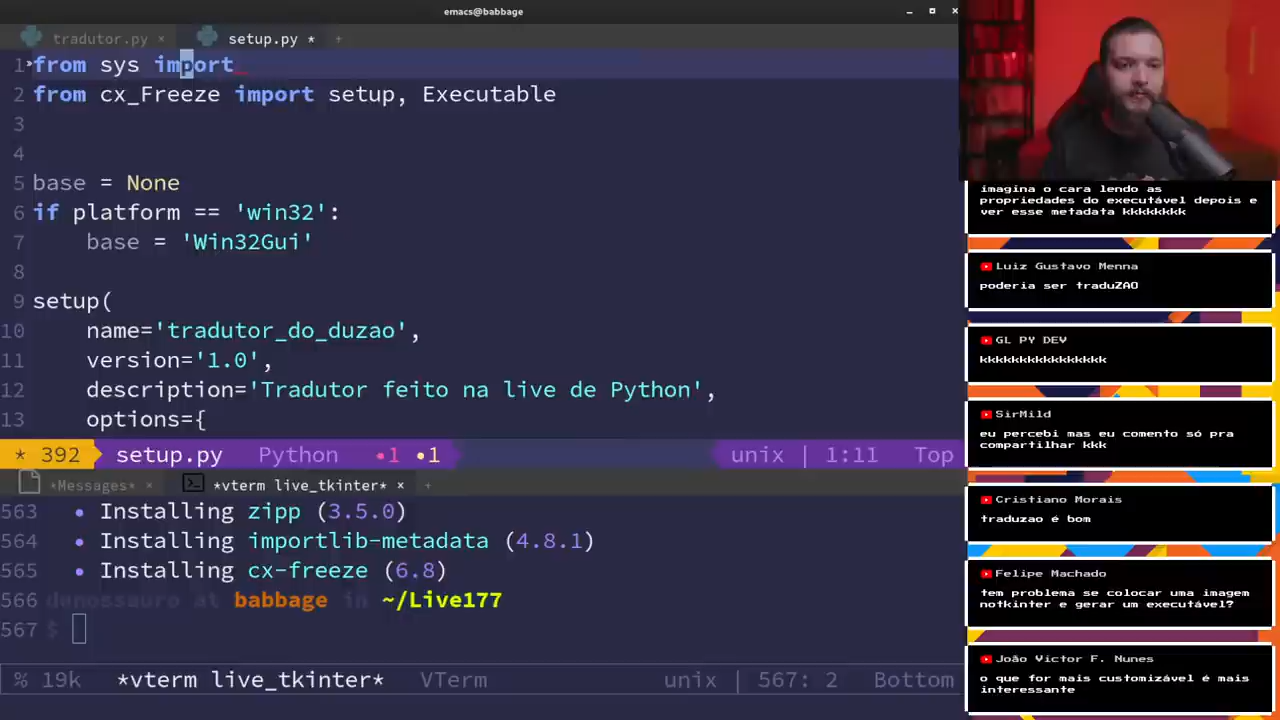 emacs@babbage
tradutor.py × setup.py * +
1 from sys import
2 from cx_Freeze import setup, Executable
3
4
5 base = None
6 if platform == 'win32':
7 base = 'Win32Gui'
8
9 setup(
10 name='tradutor_do_duzao',
11 version='1.0',
12 description='Tradutor feito na live de Python',
13 options={
* 392 setup.py Python •1 •1 unix | 1:11 Top
*Messages* × *vterm live_tkinter* × +
563 • Installing zipp (3.5.0)
564 • Installing importlib-metadata (4.8.1)
565 • Installing cx-freeze (6.8)
566 dunossauro at babbage in ~/Live177
567 $
% 19k *vterm live_tkinter* VTerm unix | 567: 2 Bottom
imagina o cara lendo as
propriedades do executável depois e
ver esse metadata kkkkkkkk
Luiz Gustavo Menna
poderia ser traduZAO
GL PY DEV
kkkkkkkkkkkkkkkkk
SirMild
eu percebi mas eu comento só pra
compartilhar kkk
Cristiano Morais
traduzao é bom
Felipe Machado
tem problema se colocar uma imagem
notkinter e gerar um executável?
João Victor F. Nunes
o que for mais customizável é mais
interessante